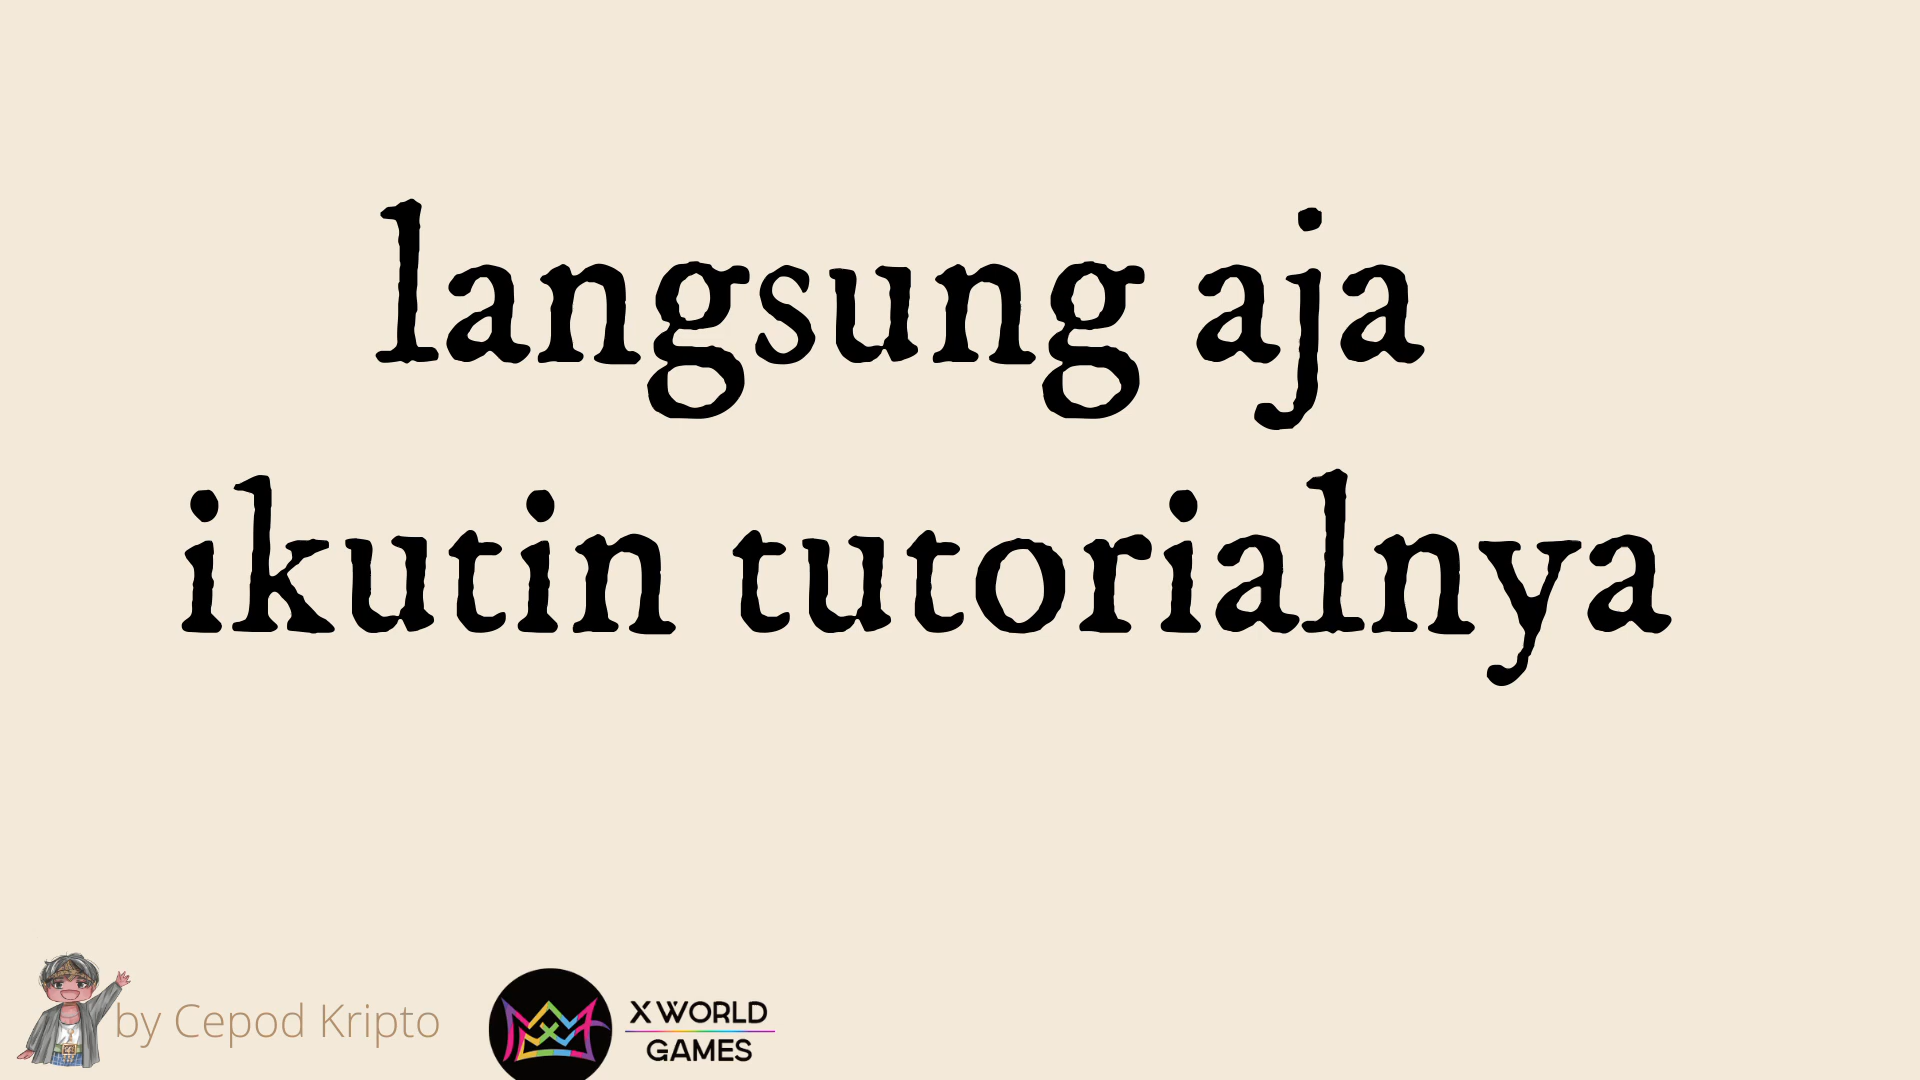 langsung aja
ikutin tutorialnya
by Cepod Kripto
X WORLD
GAMES